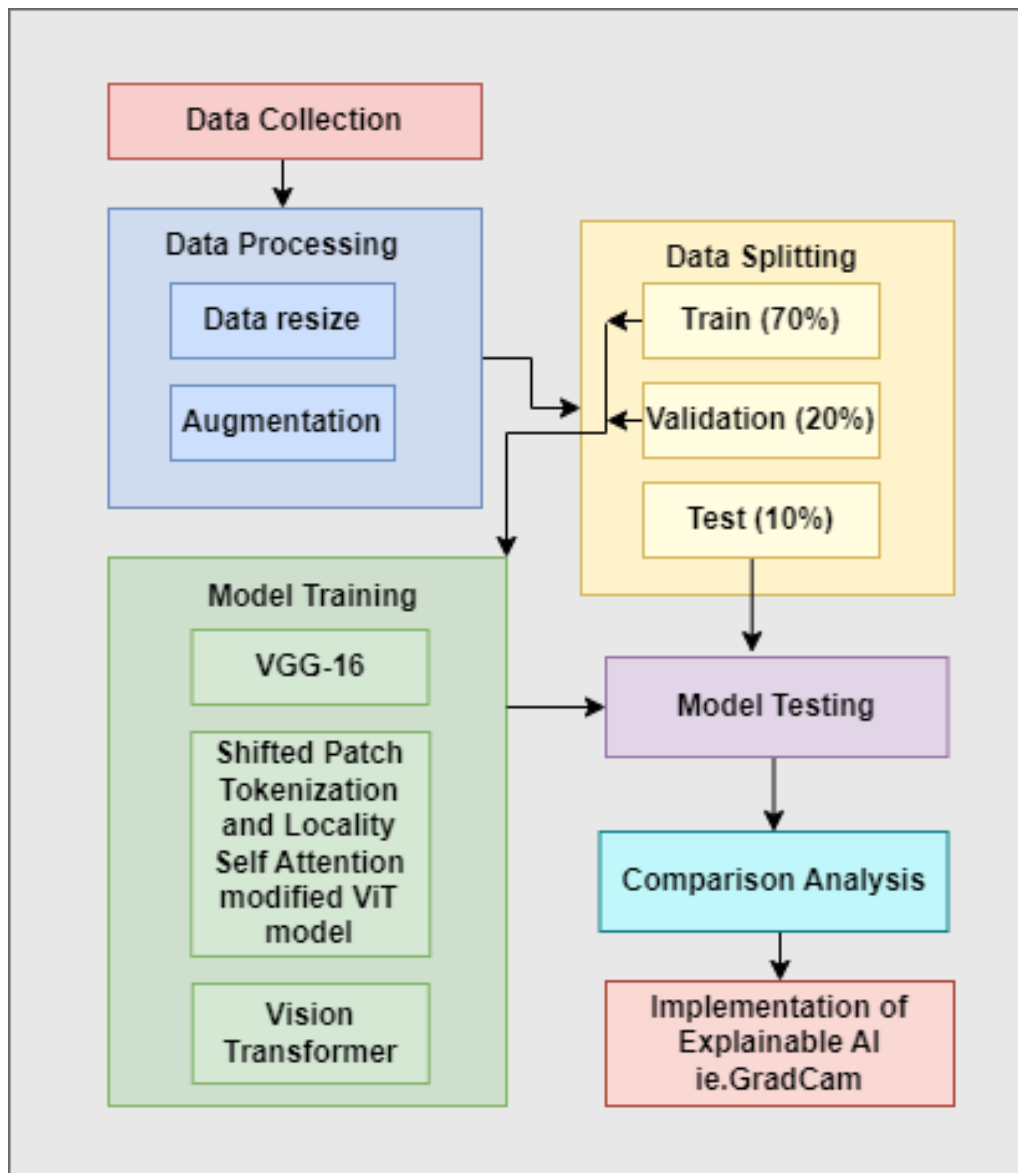 Data Collection
Data Processing
Data resize
Augmentation
Data Splitting
Train (70%)
Validation (20%)
Test (10%)
Model Training
VGG-16
Shifted Patch
Tokenization
and Locality
Self Attention
modified ViT
model
Vision
Transformer
Model Testing
Comparison Analysis
Implementation of
Explainable AI
ie.GradCam